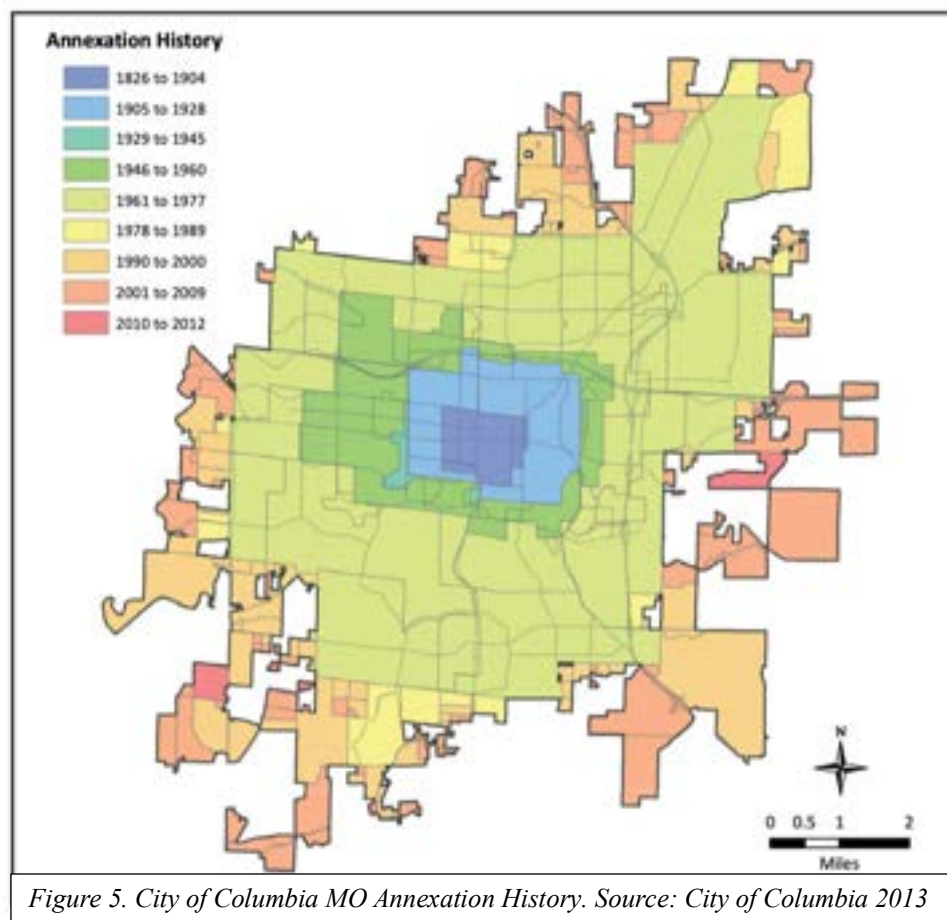 Annexation History
1826 to 1904
1905 to 1928
1929 to 1945
1946 to 1960
1961 to 1977
1978 to 1989
1990 to 2000
2001 to 2009
2010 to 2012
N
0 0.5 1 2
Miles
Figure 5. City of Columbia MO Annexation History. Source: City of Columbia 2013